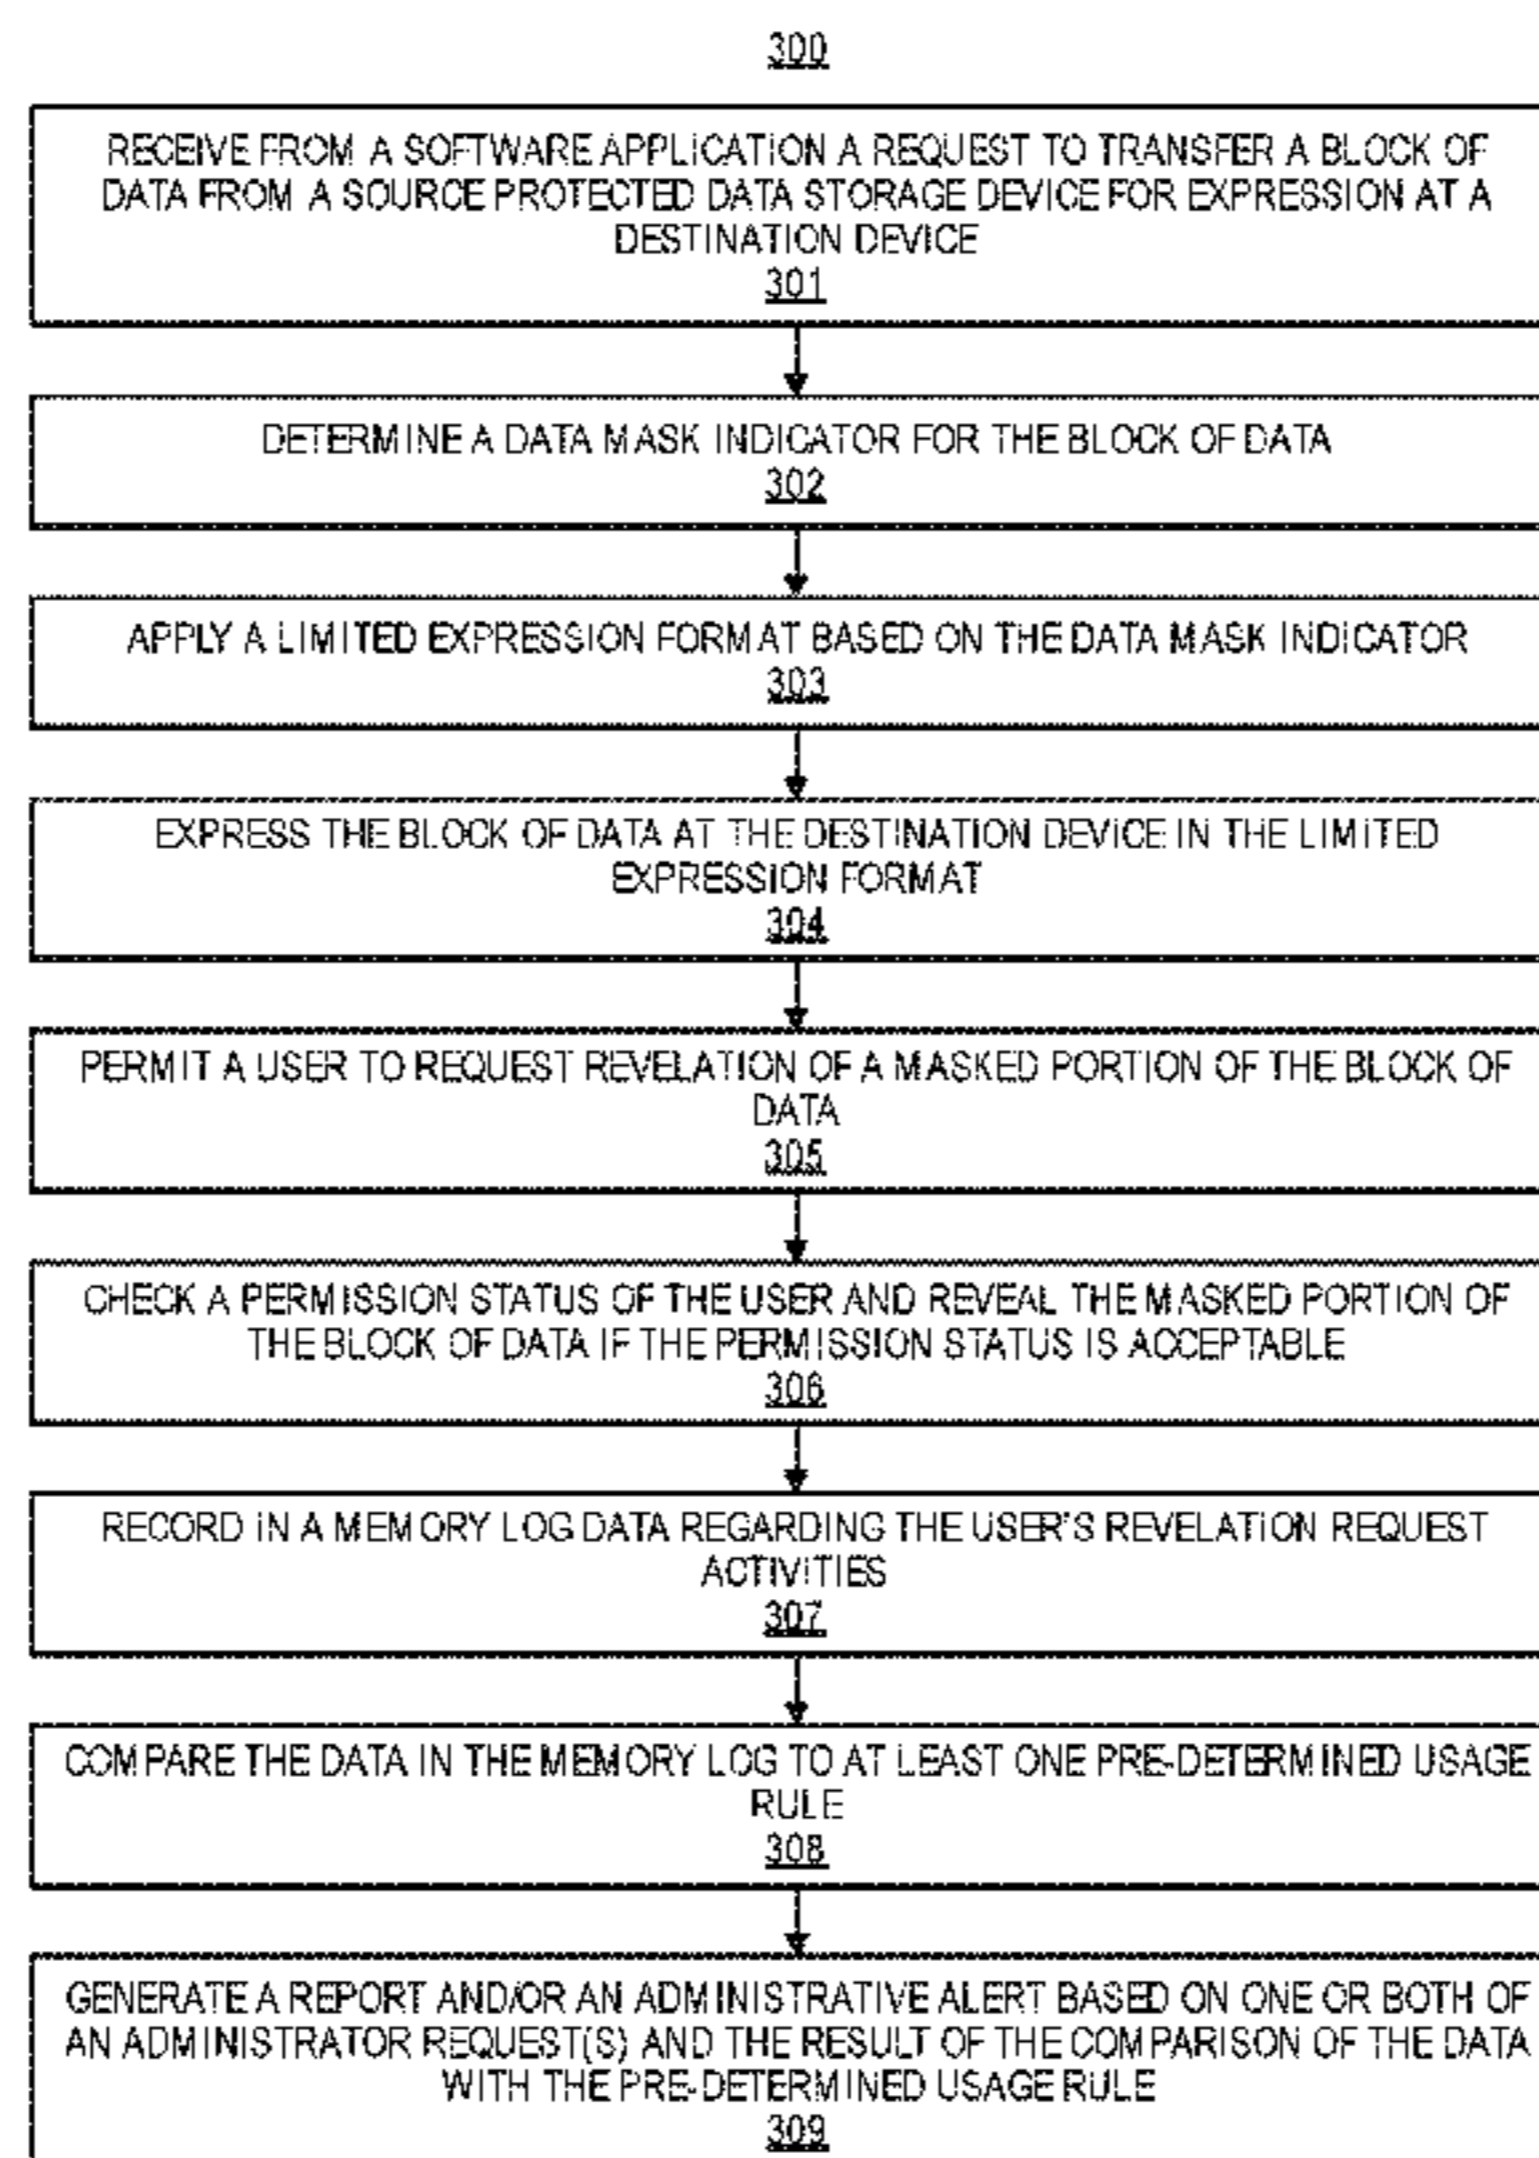 300
RECEIVE FROM A SOFTWARE APPLICATION A REQUEST TO TRANSFER A BLOCK OF
DATA FROM A SOURCE PROTECTED DATA STORAGE DEVICE FOR EXPRESSION AT A
DESTINATION DEVICE
301
DETERMINE A DATA MASK INDICATOR FOR THE BLOCK OF DATA
302
APPLY A LIMITED EXPRESSION FORMAT BASED ON THE DATA MASK INDICATOR
303
EXPRESS THE BLOCK OF DATA AT THE DESTINATION DEVICE IN THE LIMITED
EXPRESSION FORMAT
304
PERMIT A USER TO REQUEST REVELATION OF A MASKED PORTION OF THE BLOCK OF
DATA
305
CHECK A PERMISSION STATUS OF THE USER AND REVEAL THE MASKED PORTION OF
THE BLOCK OF DATA IF THE PERMISSION STATUS IS ACCEPTABLE
306
RECORD IN A MEMORY LOG DATA REGARDING THE USER'S REVELATION REQUEST
ACTIVITIES
307
COMPARE THE DATA IN THE MEMORY LOG TO AT LEAST ONE PRE-DETERMINED USAGE
RULE
308
GENERATE A REPORT AND/OR AN ADMINISTRATIVE ALERT BASED ON ONE OR BOTH OF
AN ADMINISTRATOR REQUEST(S) AND THE RESULT OF THE COMPARISON OF THE DATA
WITH THE PRE-DETERMINED USAGE RULE
309